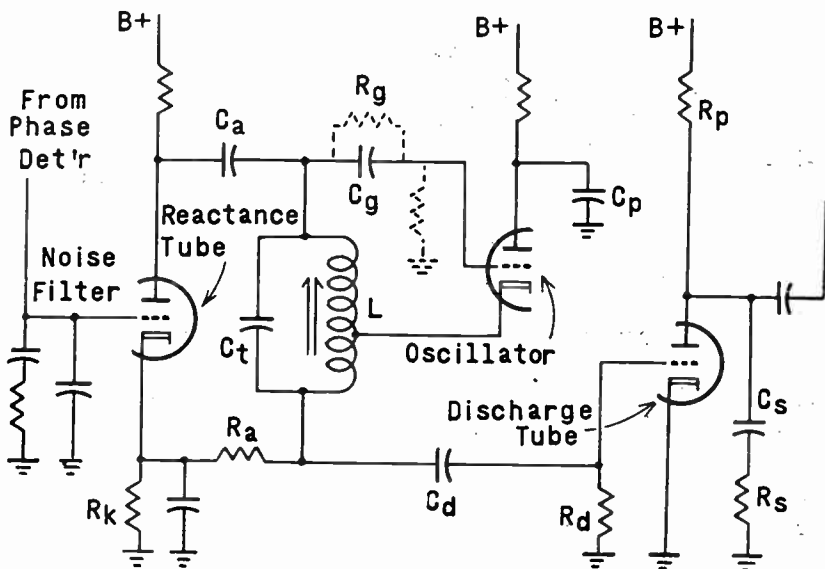 B+
B+
B+
From
Phase
Det'r
Ca
Rg
Cg
Cp
Rp
Reactance
Tube
Noise
Filter
Ct
L
Oscillator
Discharge
Tube
Cs
Ra
Cd
Rk
Rd
Rs